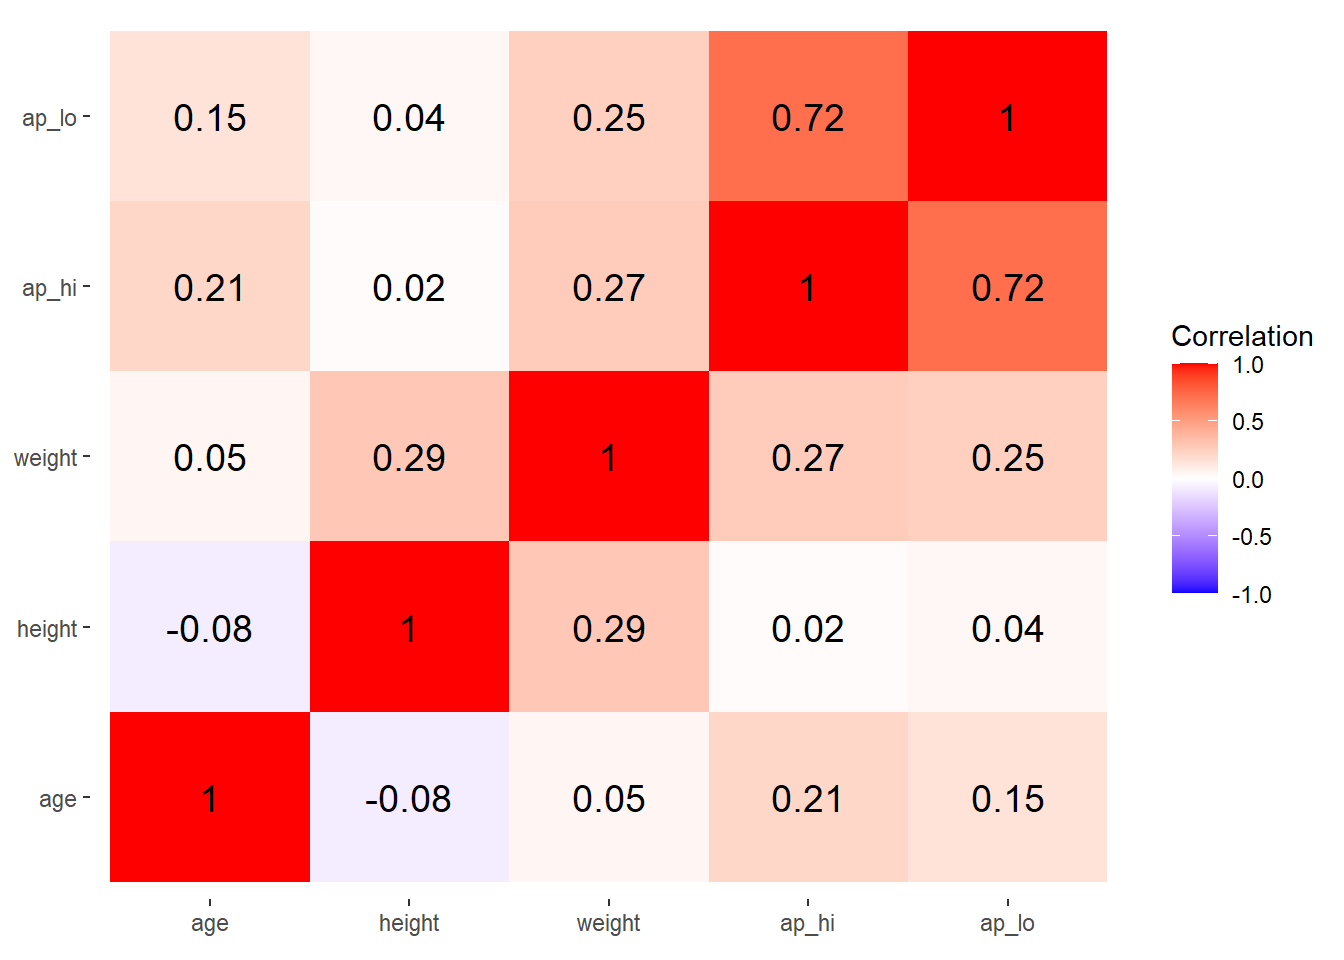 ap_lo 0.15 0.04 0.25 0.72 1
ap_hi 0.21 0.02 0.27 1 0.72
weight 0.05 0.29 1 0.27 0.25
height -0.08 1 0.29 0.02 0.04
age 1 -0.08 0.05 0.21 0.15
age height weight ap_hi ap_lo
Correlation
1.0
0.5
0.0
-0.5
-1.0